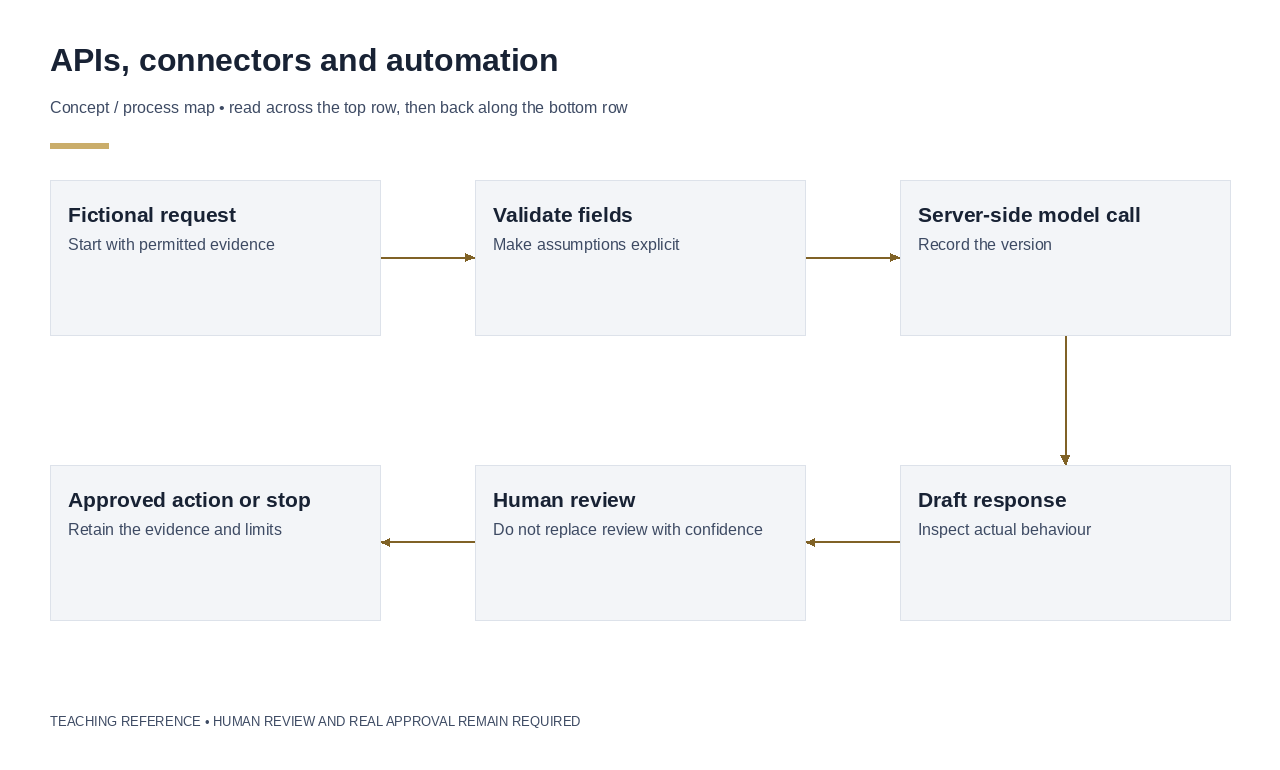 APIs, connectors and automation
Concept / process map • read across the top row, then back along the bottom row
Fictional request
Start with permitted evidence
Validate fields
Make assumptions explicit
Server-side model call
Record the version
Draft response
Inspect actual behaviour
Human review
Do not replace review with confidence
Approved action or stop
Retain the evidence and limits
TEACHING REFERENCE • HUMAN REVIEW AND REAL APPROVAL REMAIN REQUIRED